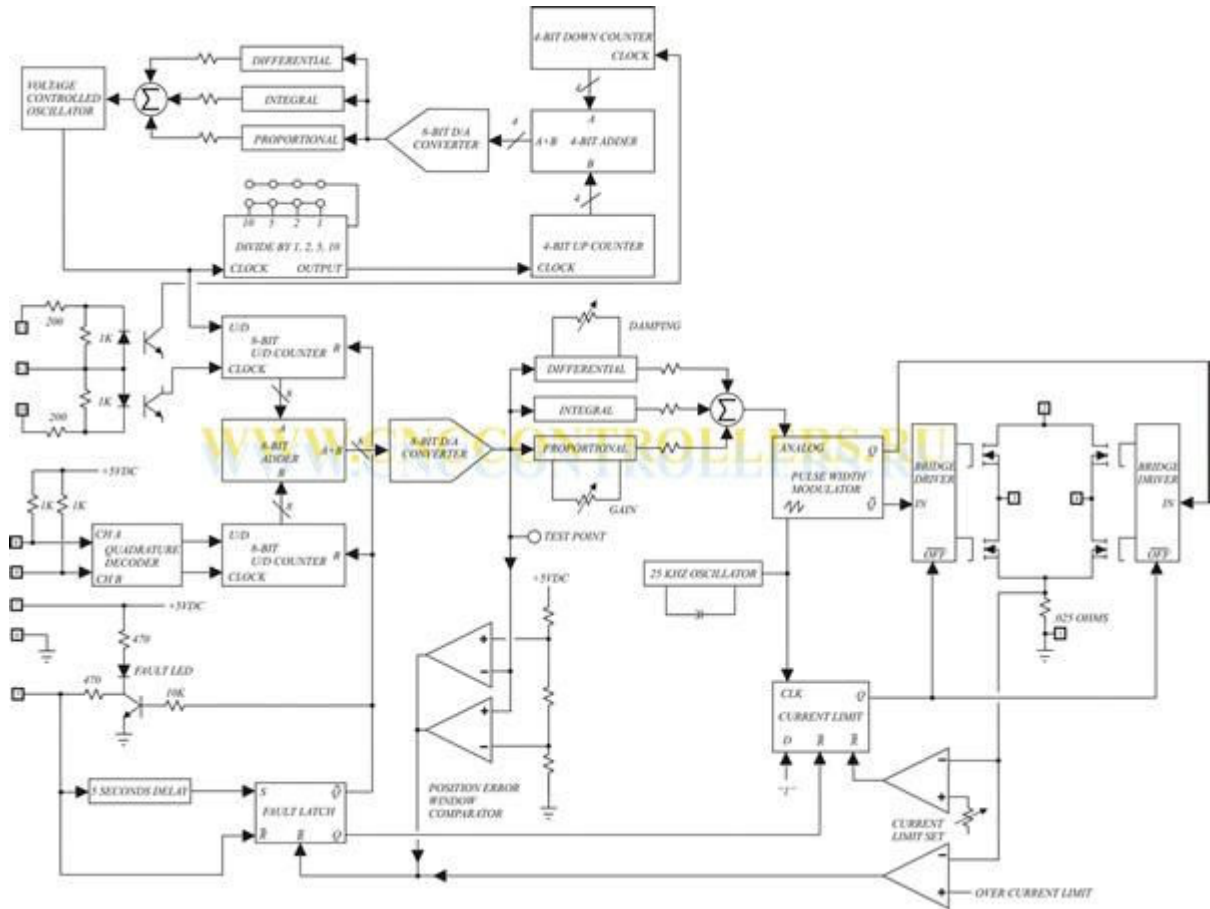 4-BIT DOWN COUNTER
CLOCK
DIFFERENTIAL
VOLTAGE
CONTROLLED
OSCILLATOR
Σ
INTEGRAL
PROPORTIONAL
8-BIT D/A
CONVERTER
4
A
A+B
4-BIT ADDER
B
4
10 5 2 1
DIVIDE BY 1, 2, 5, 10
CLOCK OUTPUT
4-BIT UP COUNTER
CLOCK
200
1K
1K
200
U/D
8-BIT
U/D COUNTER
R
CLOCK
8
A
8-BIT
ADDER
A+B
B
8
8
8-BIT D/A
CONVERTER
DAMPING
DIFFERENTIAL
INTEGRAL
PROPORTIONAL
GAIN
Σ
WWW.CNCCONTROLLERS.RU
ANALOG Q
PULSE WIDTH
MODULATOR
Q̅
BRIDGE
DRIVER
IN
OFF
BRIDGE
DRIVER
IN
OFF
+5VDC
1K 1K
CH A
QUADRATURE
DECODER
CH B
U/D
8-BIT
U/D COUNTER
R
CLOCK
TEST POINT
25 KHZ OSCILLATOR
+5VDC
.025 OHMS
+5VDC
470
FAULT LED
470
10K
CLK Q
CURRENT LIMIT
D R R
"1"
5 SECONDS DELAY
S Q̅
FAULT LATCH
R R Q
POSITION ERROR
WINDOW
COMPARATOR
+
−
+
−
−
+
CURRENT
LIMIT SET
−
+
OVER CURRENT LIMIT